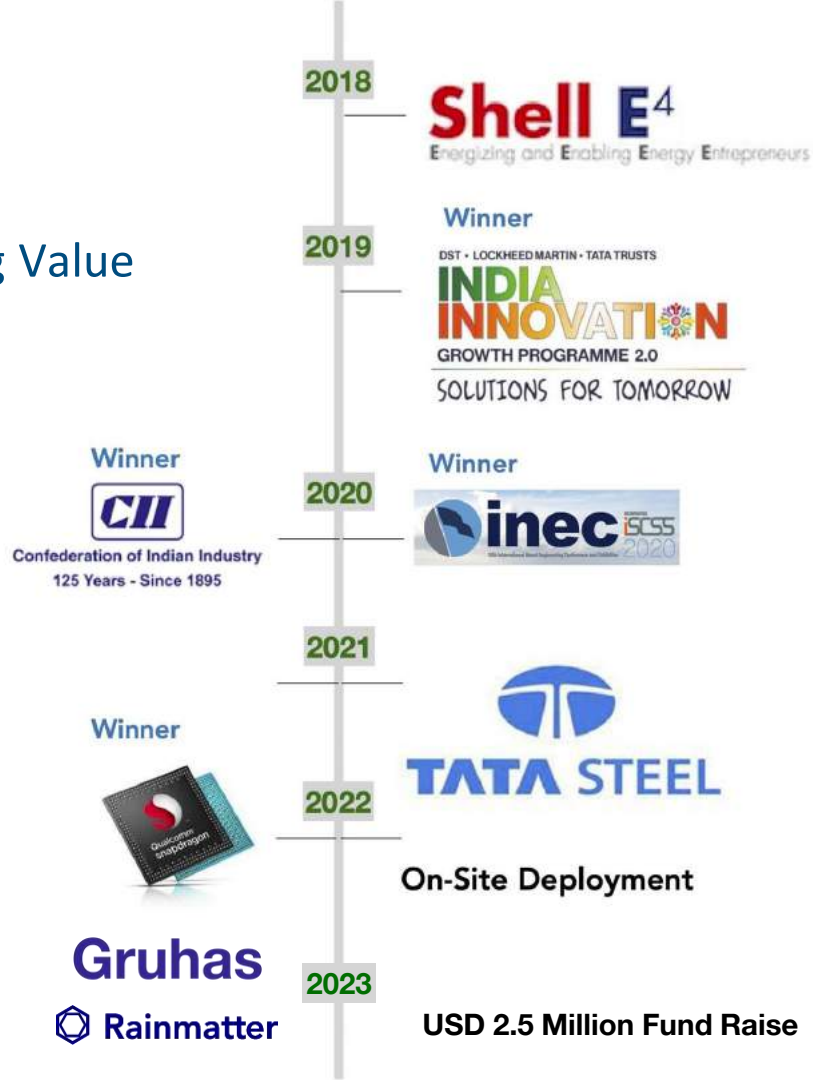 2018
Shell E4
Energizing and Enabling Energy Entrepreneurs
g Value
2019
Winner
DST • LOCKHEED MARTIN • TATA TRUSTS
INDIA
INNOVATION
GROWTH PROGRAMME 2.0
SOLUTIONS FOR TOMORROW
Winner
CII
Confederation of Indian Industry
125 Years - Since 1895
2020
Winner
inec iSCSS
2020
2021
Winner
Qualcomm
snapdragon
TATA STEEL
2022
On-Site Deployment
Gruhas
Rainmatter
2023
USD 2.5 Million Fund Raise